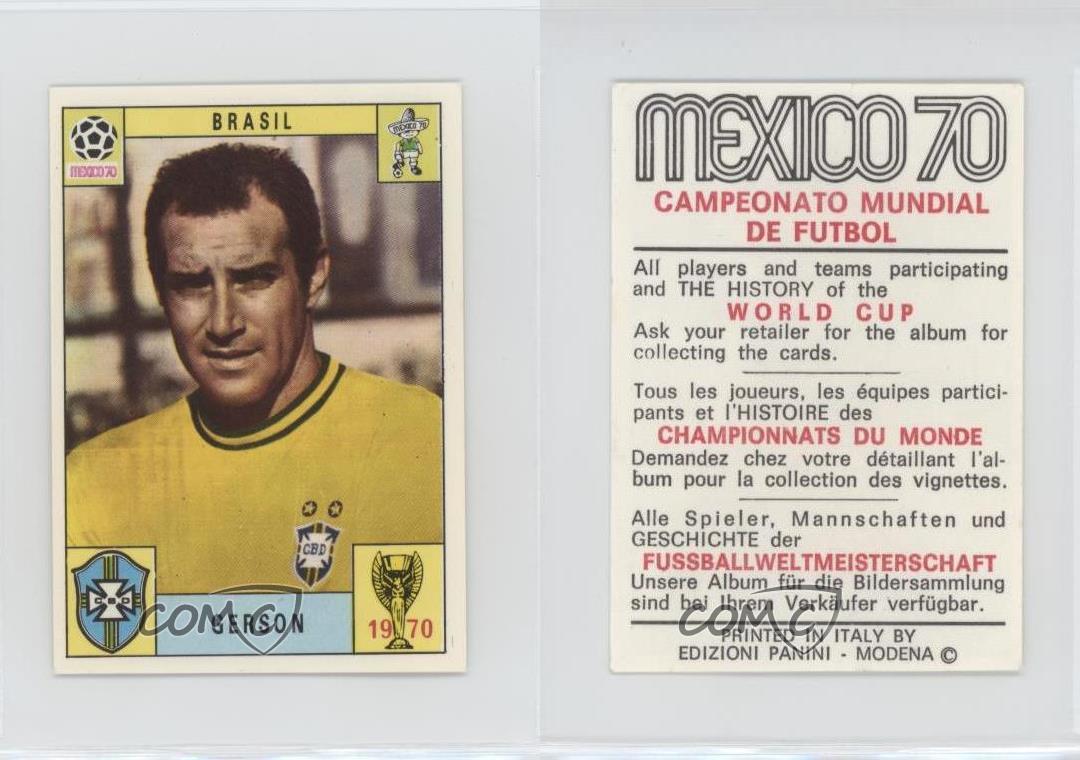 BRASIL
MEXICO 70
MEXICO 70
CBD
CBD
GERSON
1970
COMC
MEXICO 70
CAMPEONATO MUNDIAL
DE FUTBOL
All players and teams participating
and THE HISTORY of the
WORLD CUP
Ask your retailer for the album for
collecting the cards.
Tous les joueurs, les équipes partici-
pants et l'HISTOIRE des
CHAMPIONNATS DU MONDE
Demandez chez votre détaillant l'al-
bum pour la collection des vignettes.
Alle Spieler, Mannschaften und
GESCHICHTE der
FUSSBALLWELTMEISTERSCHAFT
Unsere Album für die Bildersammlung
sind bei Ihrem Verkäufer verfügbar.
COMC
PRINTED IN ITALY BY
EDIZIONI PANINI - MODENA ©